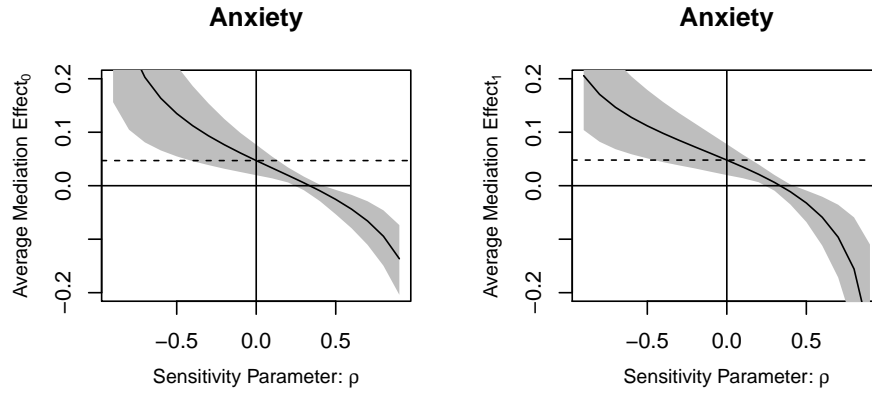 Anxiety
Average Mediation Effect₀
0.2
0.1
0.0
−0.2
−0.5
0.0
0.5
Sensitivity Parameter: ρ
Anxiety
Average Mediation Effect₁
0.2
0.1
0.0
−0.2
−0.5
0.0
0.5
Sensitivity Parameter: ρ